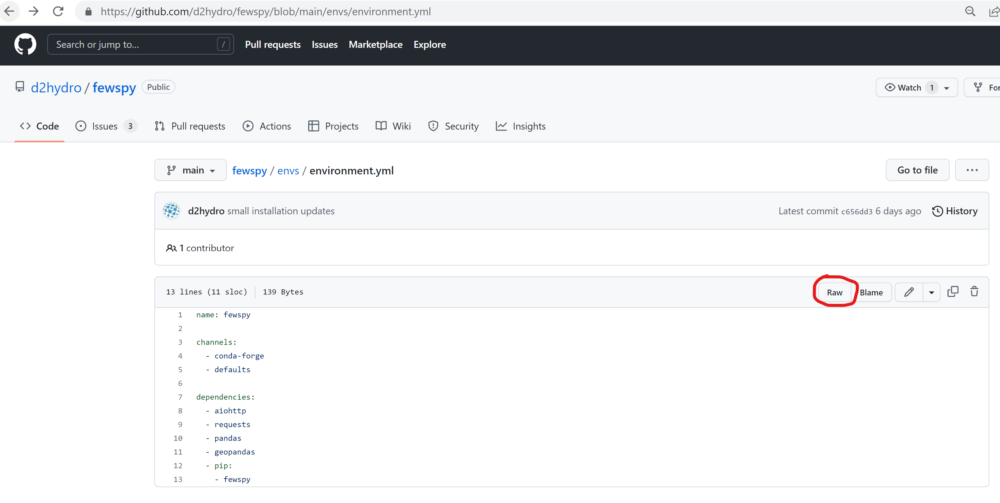 https://github.com/d2hydro/fewspy/blob/main/envs/environment.yml
Search or jump to... / Pull requests Issues Marketplace Explore
d2hydro / fewspy Public Watch 1 For
Code Issues 3 Pull requests Actions Projects Wiki Security Insights
main fewspy / envs / environment.yml Go to file ...
d2hydro small installation updates Latest commit c656dd3 6 days ago History
1 contributor
13 lines (11 sloc) 139 Bytes Raw Blame
1 name: fewspy
2
3 channels:
4 - conda-forge
5 - defaults
6
7 dependencies:
8 - aiohttp
9 - requests
10 - pandas
11 - geopandas
12 - pip:
13 - fewspy